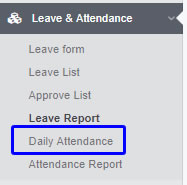 Leave & Attendance
Leave form
Leave List
Approve List
Leave Report
Daily Attendance
Attendance Report